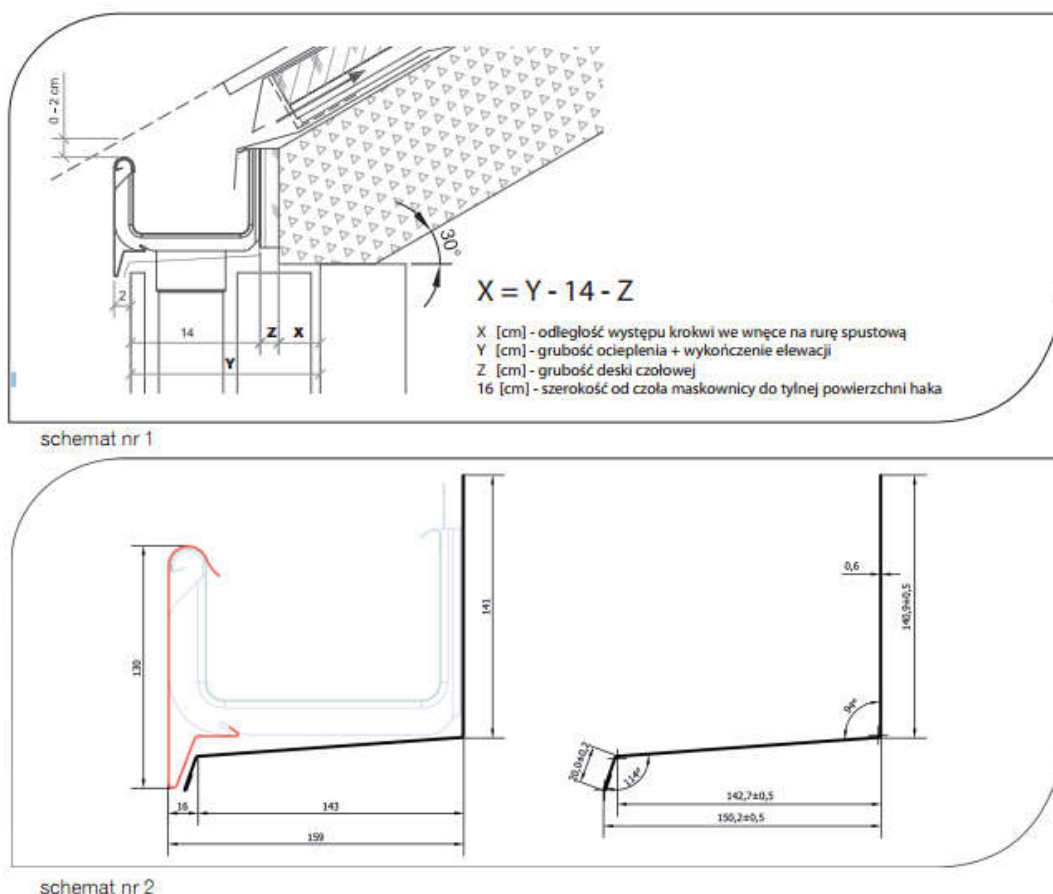 0 – 2 cm
30°
2
14
Z
X
Y
X = Y - 14 - Z
X [cm] - odległość występu krokwi we wnęce na rurę spustową
Y [cm] - grubość ocieplenia + wykończenie elewacji
Z [cm] - grubość deski czołowej
16 [cm] - szerokość od czoła maskownicy do tylnej powierzchni haka
schemat nr 1
130
141
16
143
159
0,6
140,9±0,5
94°
20,0±0,2
114°
142,7±0,5
150,2±0,5
schemat nr 2